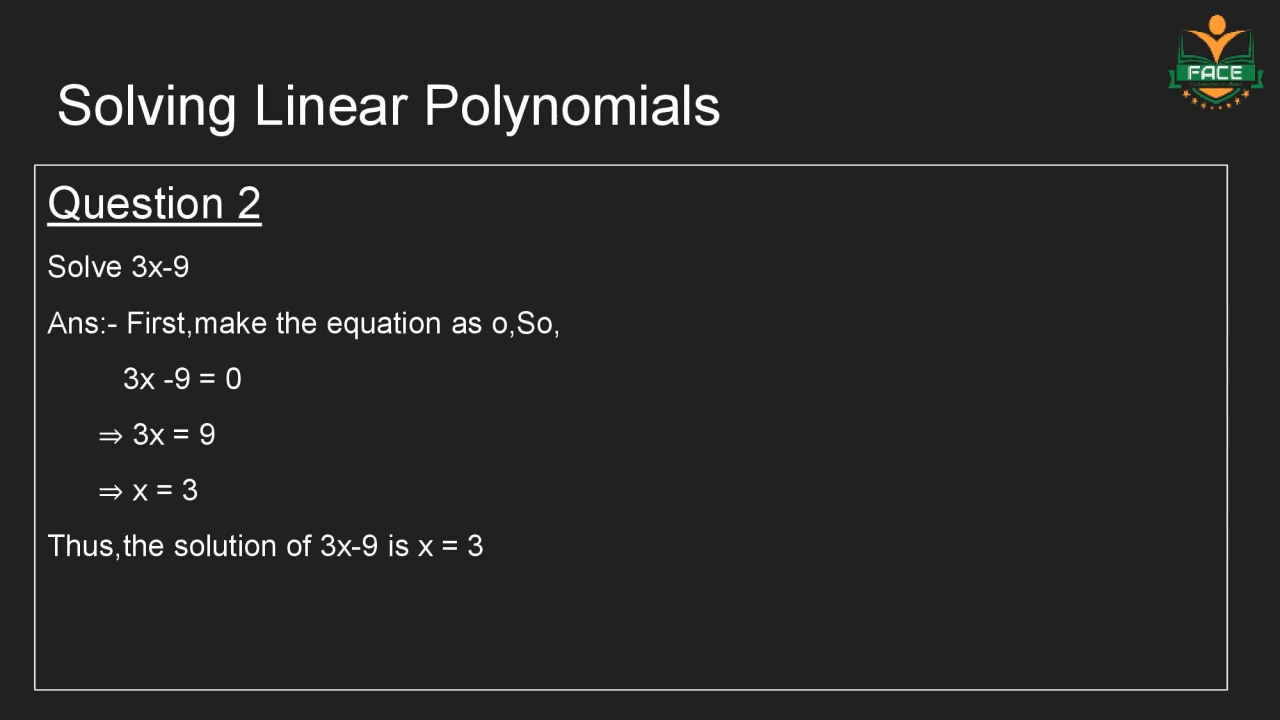 FACE
Solving Linear Polynomials
Question 2
Solve 3x-9
Ans:- First,make the equation as o,So,
3x -9 = 0
⇒ 3x = 9
⇒ x = 3
Thus,the solution of 3x-9 is x = 3